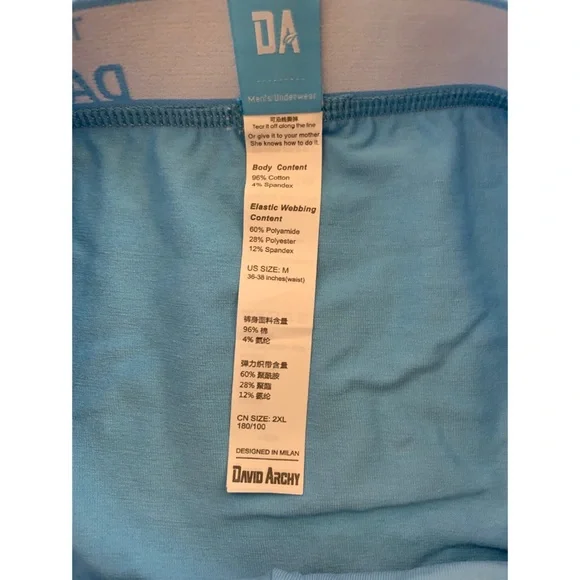 DA
DA
Men's Underwear
可沿线撕掉
Tear it off along the line
Or give it to your mother
She knows how to do it.
Body Content
96% Cotton
4% Spandex
Elastic Webbing
Content
60% Polyamide
28% Polyester
12% Spandex
US SIZE: M
36-38 inches(weist)
裤身面料含量
96% 棉
4% 氨纶
弹力织带含量
60% 聚酰胺
28% 聚酯
12% 氨纶
CN SIZE: 2XL
180/100
DESIGNED IN MILAN
DAVID ARCHY